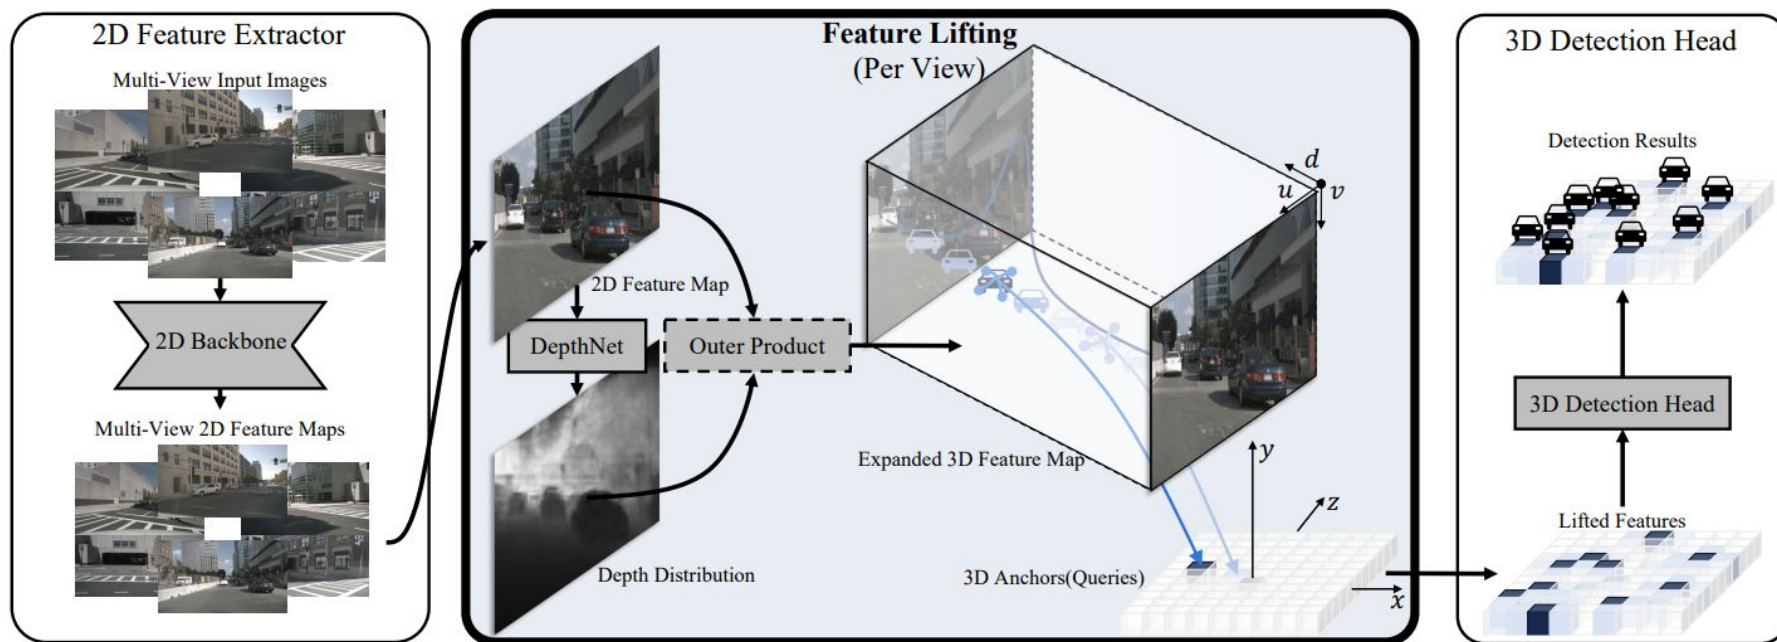 2D Feature Extractor
Multi-View Input Images
2D Backbone
Multi-View 2D Feature Maps
Feature Lifting
(Per View)
2D Feature Map
DepthNet
Outer Product
Depth Distribution
d
u
v
Expanded 3D Feature Map
y
z
x
3D Anchors(Queries)
3D Detection Head
Detection Results
3D Detection Head
Lifted Features